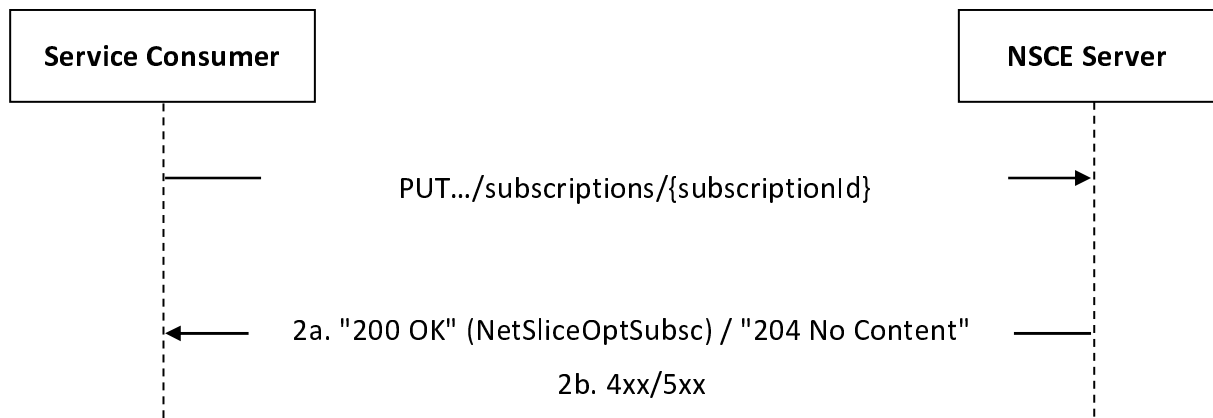 Service Consumer
NSCE Server
PUT.../subscriptions/{subscriptionId}
2a. "200 OK" (NetSliceOptSubsc) / "204 No Content"
2b. 4xx/5xx